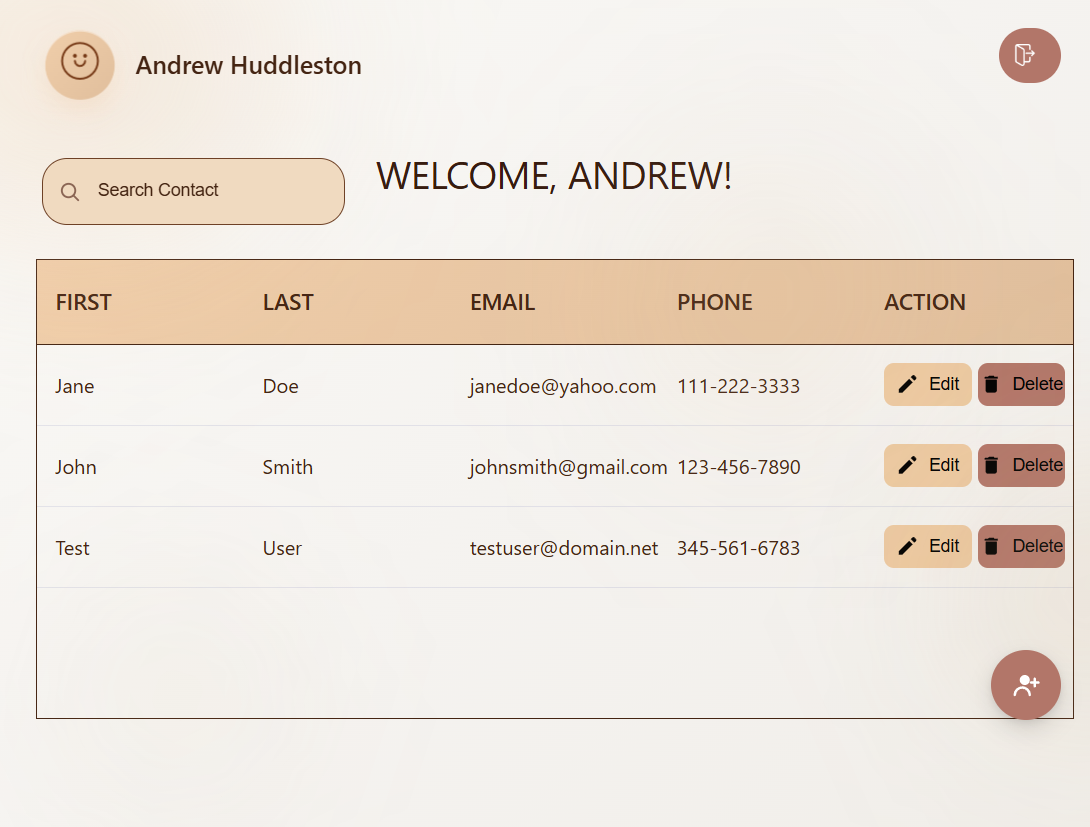 Andrew Huddleston
Search Contact
WELCOME, ANDREW!
FIRST LAST EMAIL PHONE ACTION
Jane Doe janedoe@yahoo.com 111-222-3333 Edit Delete
John Smith johnsmith@gmail.com 123-456-7890 Edit Delete
Test User testuser@domain.net 345-561-6783 Edit Delete